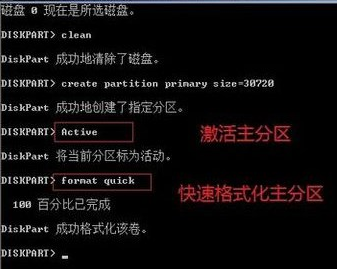 磁盘 0 现在是所选磁盘。
DISKPART> clean
DiskPart 成功地清除了磁盘。
DISKPART> create partition primary size=30720
DiskPart 成功地创建了指定分区。
DISKPART> Active
激活主分区
DiskPart 将当前分区标为活动。
DISKPART> format quick
快速格式化主分区
100 百分比已完成
DiskPart 成功格式化该卷。
DISKPART> _